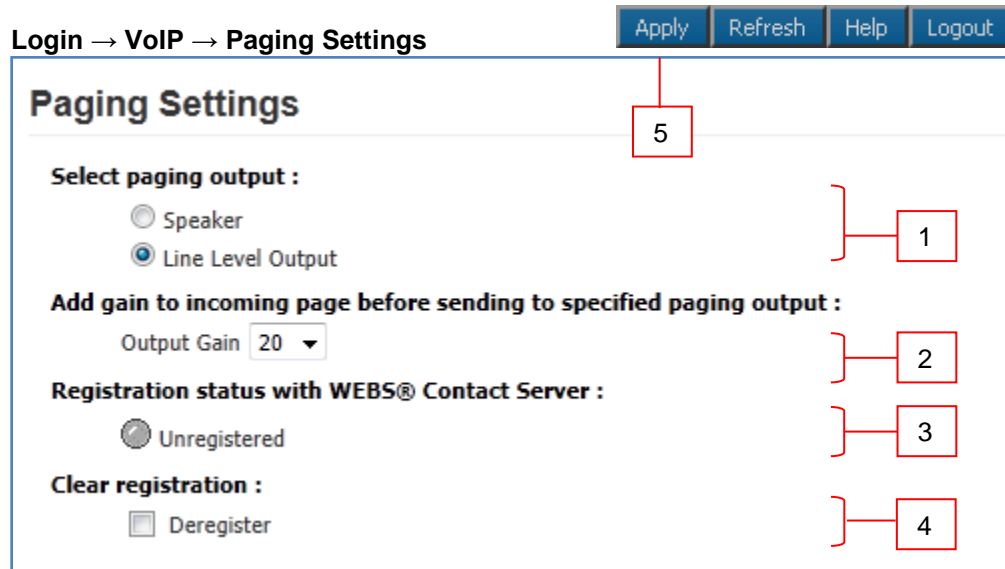 Login → VoIP → Paging Settings
Apply Refresh Help Logout
Paging Settings
5
Select paging output :
Speaker
Line Level Output
1
Add gain to incoming page before sending to specified paging output :
Output Gain 20
2
Registration status with WEBS® Contact Server :
Unregistered
3
Clear registration :
Deregister
4